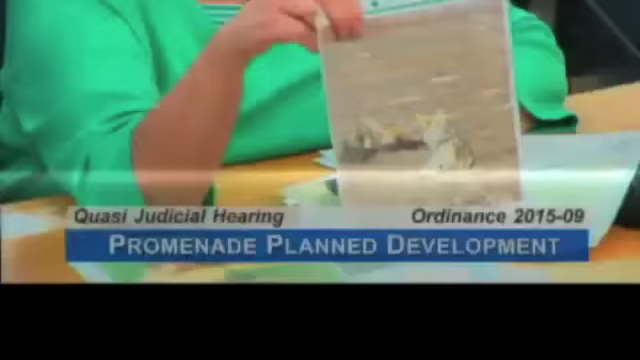 Quasi Judicial Hearing Ordinance 2015-09
PROMENADE PLANNED DEVELOPMENT